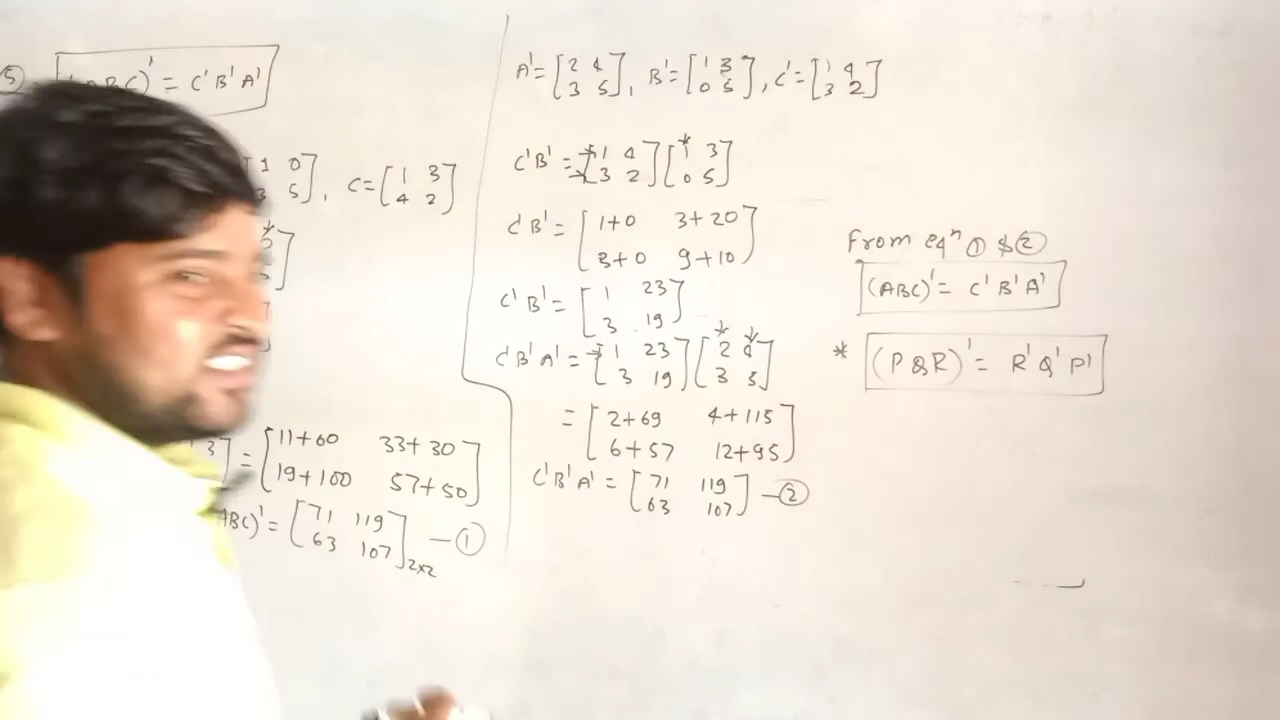 5 (ABC)' = C'B'A'
1 0
3 5 , C = [1 3
4 2]
3] = [11+60 33+30
19+100 57+50]
(ABC)' = [71 119
63 107]2x2 — ①
A' = [2 4
3 5], B' = [1 3
0 5], C' = [1 4
3 2]
C'B' = [1 4
3 2] [1 3
0 5]
C'B' = [1+0 3+20
3+0 9+10]
C'B' = [1 23
3 19]
C'B'A' = [1 23
3 19] [2 4
3 5]
= [2+69 4+115
6+57 12+95]
C'B'A' = [71 119
63 107] — ②
From eqn ① & ②
(ABC)' = C'B'A'
* (PQR)' = R'Q'P'